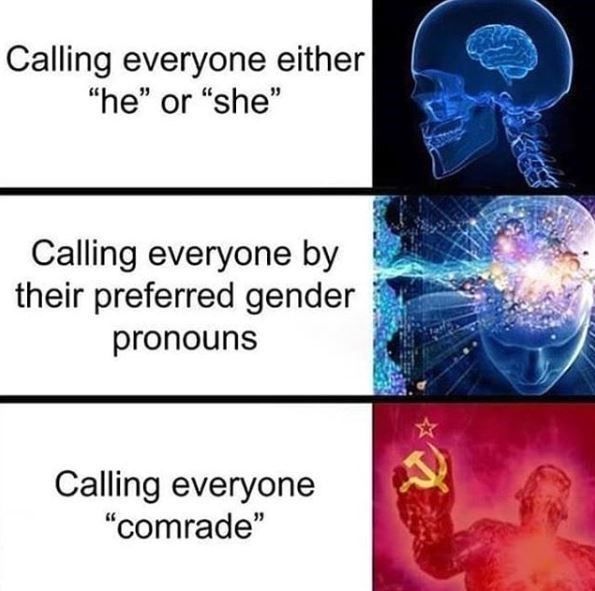 Calling everyone either
“he” or “she”
Calling everyone by
their preferred gender
pronouns
Calling everyone
“comrade”